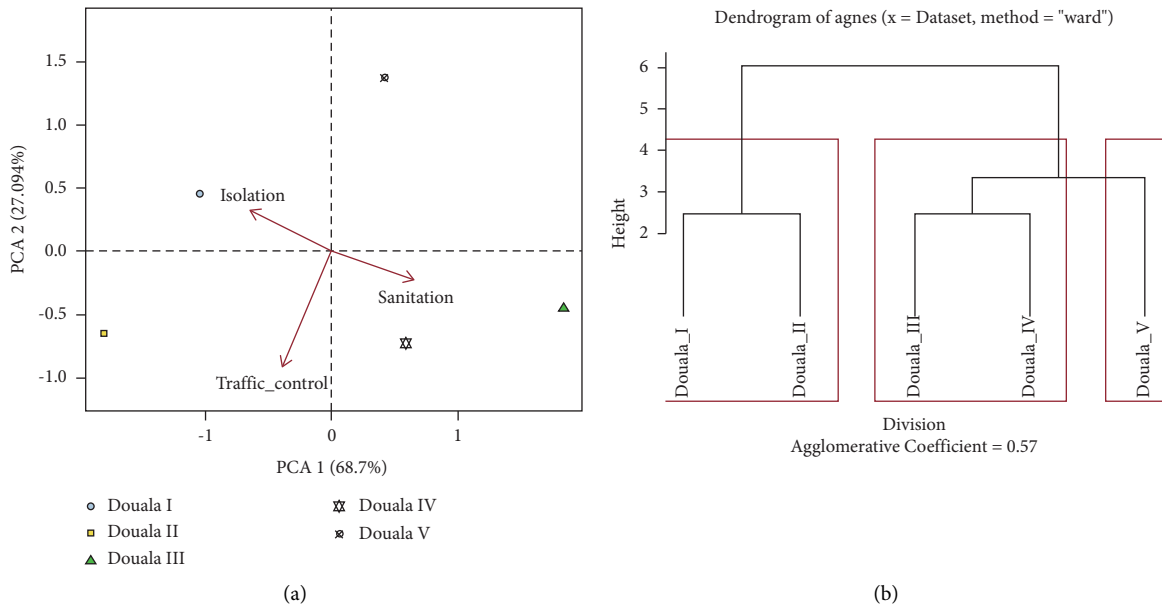 PCA 2 (27.094%)
1.5
1.0
0.5
0.0
-0.5
-1.0
Isolation
Sanitation
Traffic_control
-1
0
1
PCA 1 (68.7%)
Douala I
Douala II
Douala III
Douala IV
Douala V
(a)
Dendrogram of agnes (x = Dataset, method = "ward")
Height
6
5
4
3
2
Douala_I
Douala_II
Douala_III
Douala_IV
Douala_V
Division
Agglomerative Coefficient = 0.57
(b)